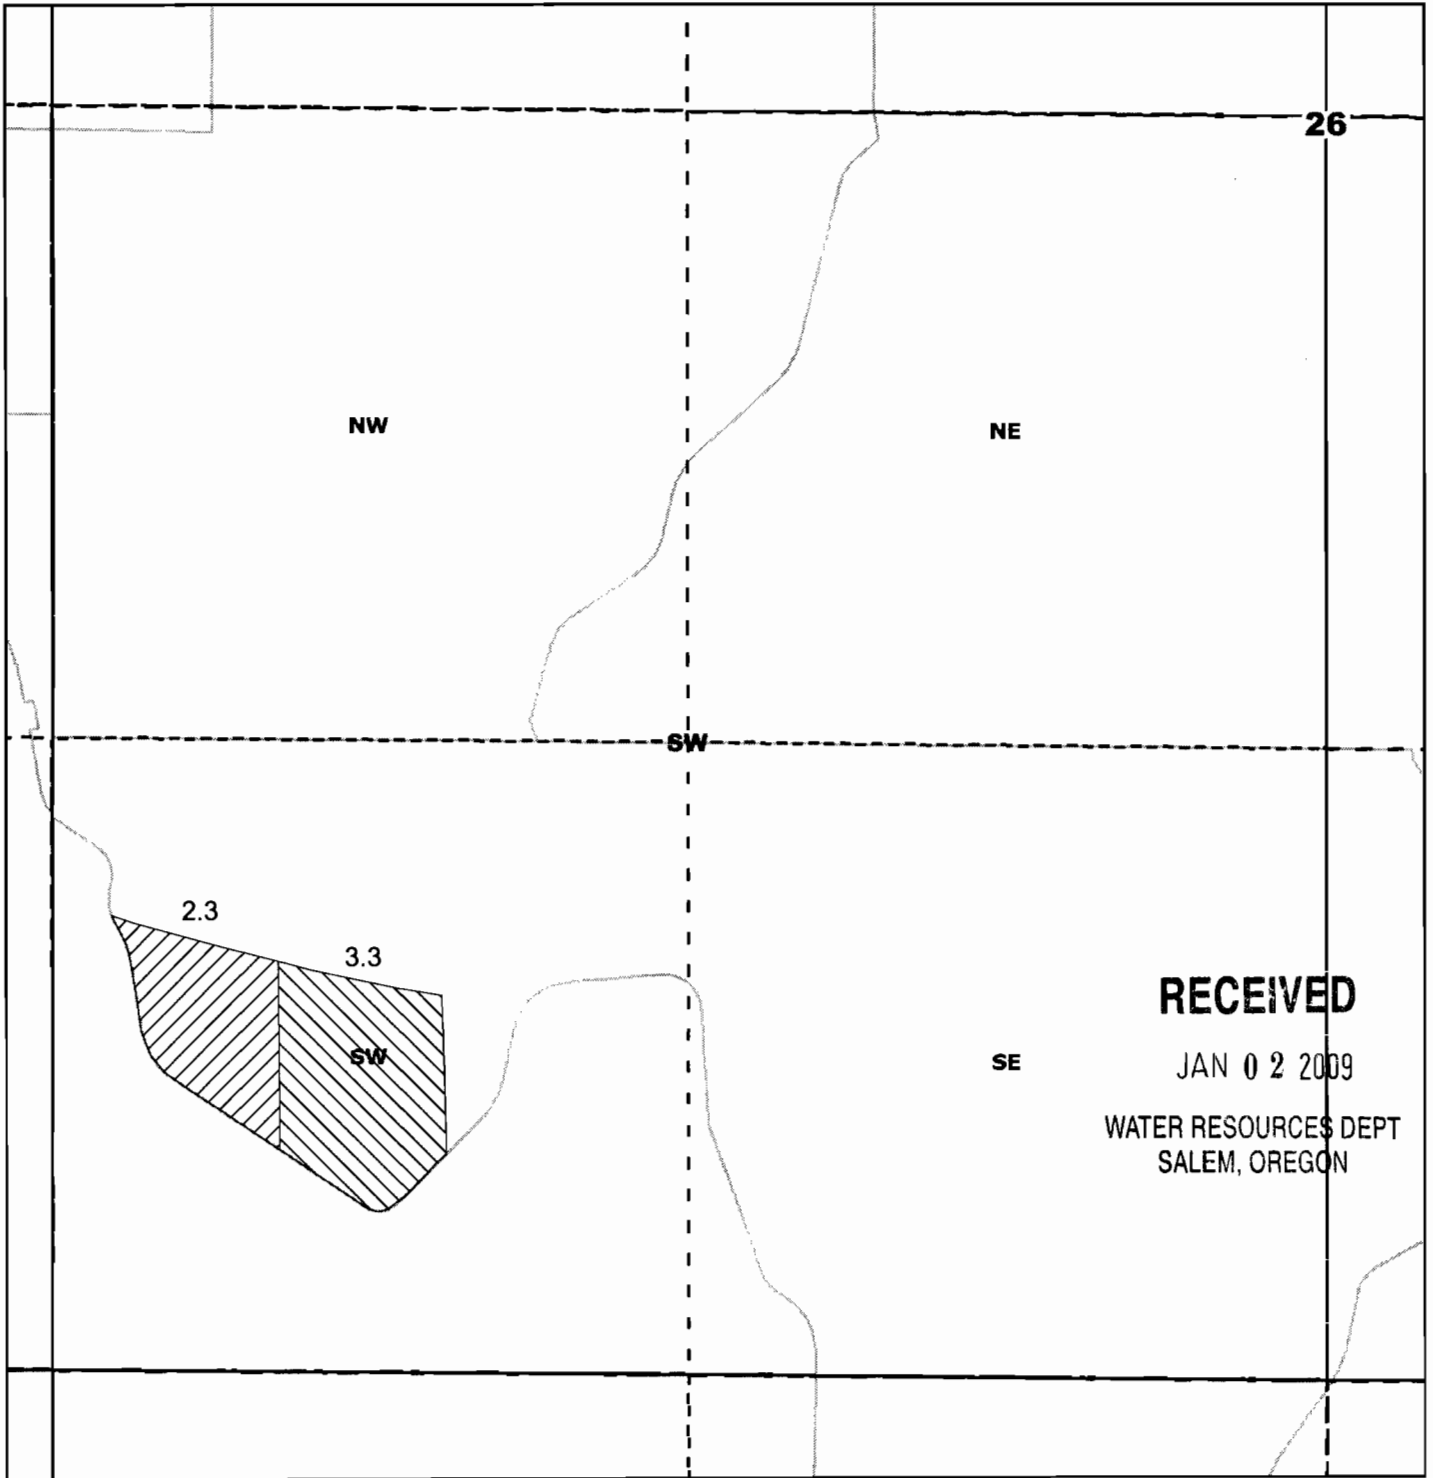 26
NW
NE
SW
2.3
3.3
SW
SE
RECEIVED
JAN 02 2009
WATER RESOURCES DEPT
SALEM, OREGON